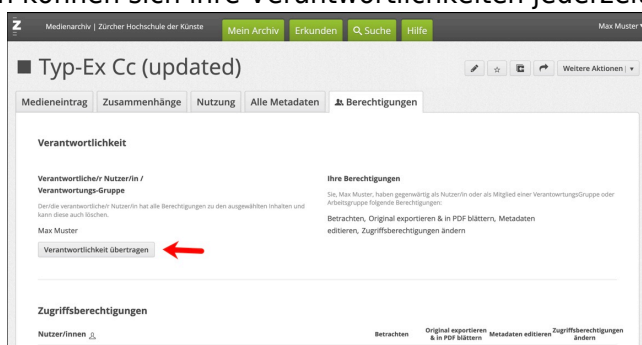 n können sich ihre Verantwortlichkeiten jederze
Z
Medienarchiv | Zürcher Hochschule der Künste
Mein Archiv
Erkunden
Suche
Hilfe
Max Muster
Typ-Ex Cc (updated)
Weitere Aktionen
Medieneintrag
Zusammenhänge
Nutzung
Alle Metadaten
Berechtigungen
Verantwortlichkeit
Verantwortliche/r Nutzer/in /
Verantwortungs-Gruppe
Der/die verantwortliche/r Nutzer/in hat alle Berechtigungen zu den ausgewählten Inhalten und
kann diese auch löschen.
Max Muster
Verantwortlichkeit übertragen
Ihre Berechtigungen
Sie, Max Muster, haben gegenwärtig als Nutzer/in oder als Mitglied einer VerantowrtungsGruppe oder
Arbeitsgruppe folgende Berechtigungen:
Betrachten, Original exportieren & in PDF blättern, Metadaten
editieren, Zugriffsberechtigungen ändern
Zugriffsberechtigungen
Nutzer/innen
Betrachten
Original exportieren
& in PDF blättern
Metadaten editieren
Zugriffsberechtigungen
ändern